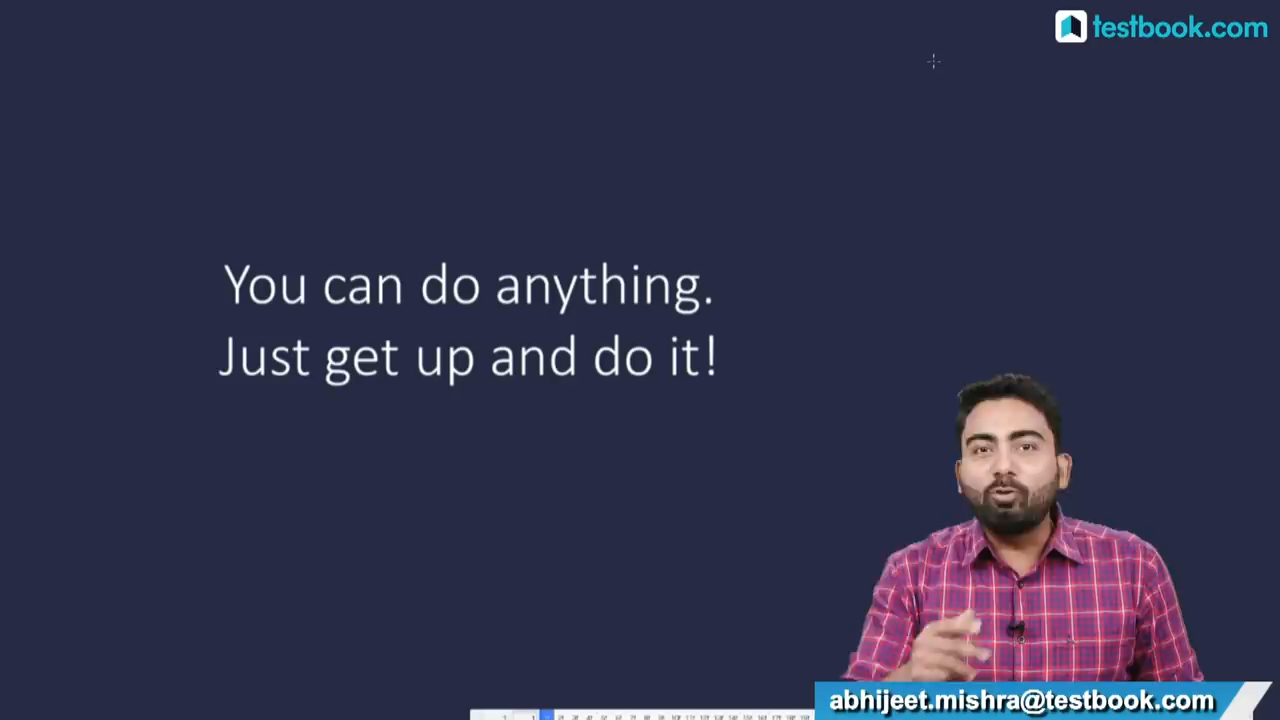 testbook.com
You can do anything.
Just get up and do it!
abhijeet.mishra@testbook.com